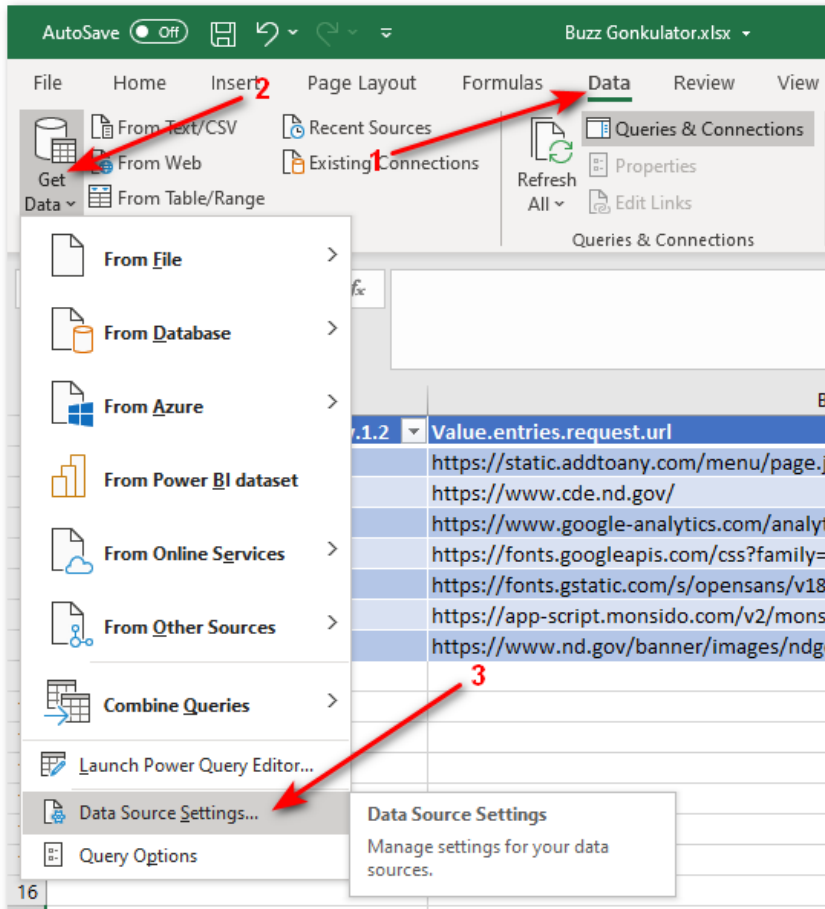 AutoSave Off Buzz Gonkulator.xlsx
File Home Insert Page Layout Formulas Data Review View
2
From Text/CSV Recent Sources Queries & Connections
1
From Web Existing Connections Properties
Get Data From Table/Range Refresh All Edit Links
Queries & Connections
From File
fx
From Database
From Azure
.1.2 Value.entries.request.url
https://static.addtoany.com/menu/page.j
From Power BI dataset
https://www.cde.nd.gov/
https://www.google-analytics.com/analyt
From Online Services https://fonts.googleapis.com/css?family=
https://fonts.gstatic.com/s/opensans/v18
From Other Sources https://app-script.monsido.com/v2/mons
https://www.nd.gov/banner/images/ndg
3
Combine Queries
Launch Power Query Editor...
Data Source Settings...
Data Source Settings
Manage settings for your data
sources.
Query Options
16